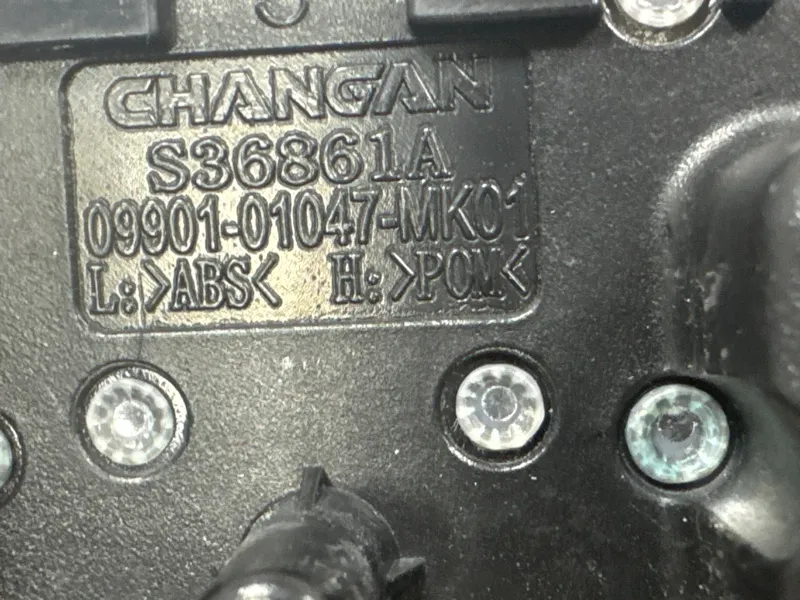 CHANGAN
S36861A
09901-01047-MK01
L:>ABS< H:>POM<